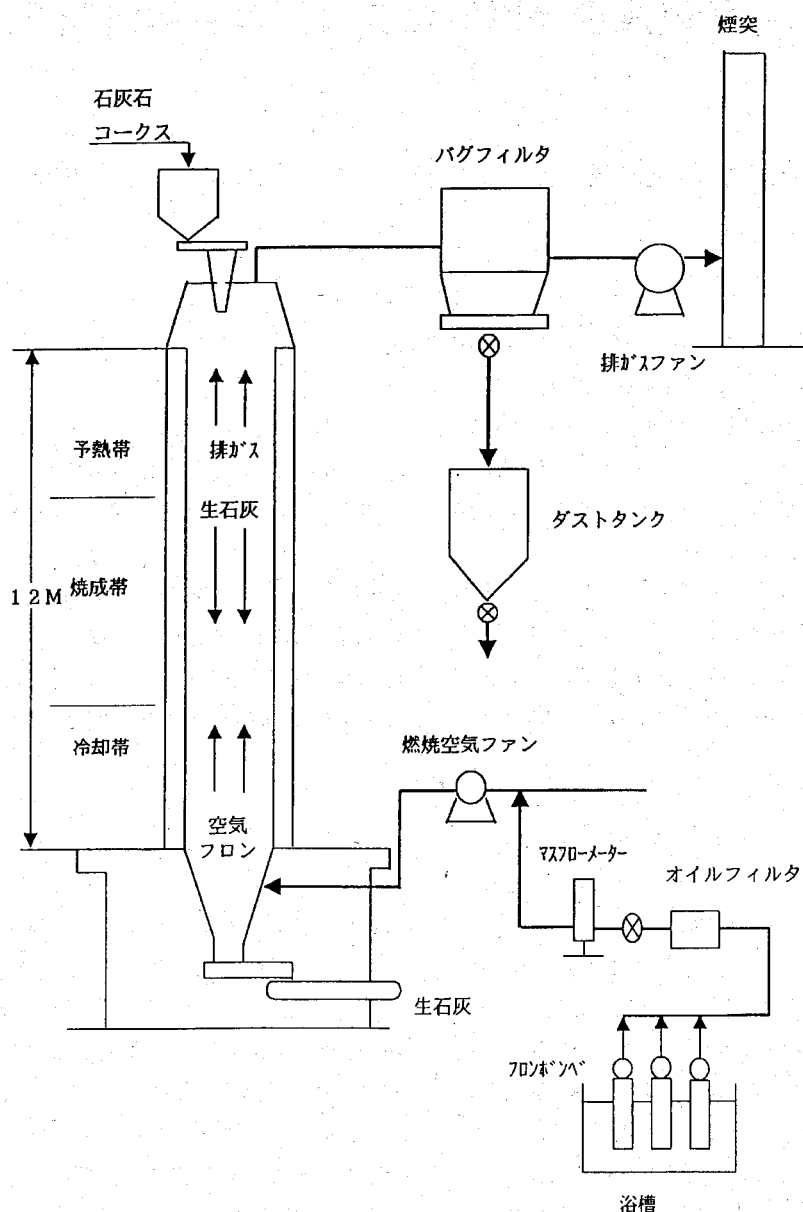 煙突
石灰石
コークス
バグフィルタ
排ガスファン
予熱帯
排ガス
生石灰
ダストタンク
12M
焼成帯
冷却帯
燃焼空気ファン
空気
フロン
マスフローメーター
オイルフィルタ
生石灰
フロンボンベ
浴槽